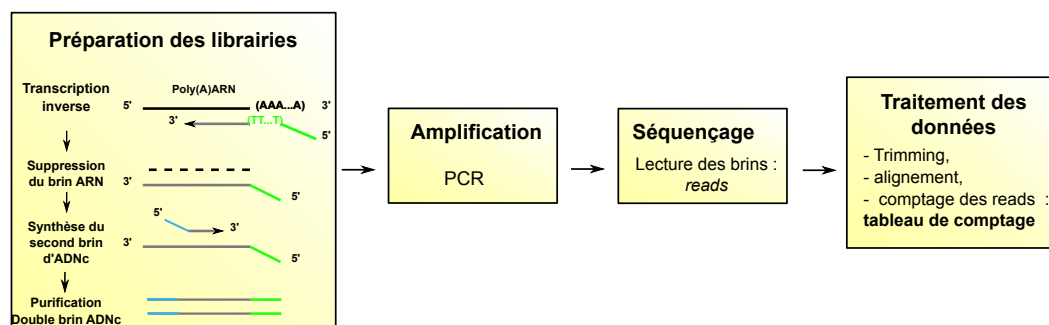 Préparation des librairies
Transcription
inverse
5'
Poly(A)ARN
(AAA...A)
3'
3'
(TT...T)
5'
Suppression
du brin ARN
3'
5'
Synthèse du
second brin
d'ADNc
5'
3'
3'
5'
Purification
Double brin ADNc
Amplification
PCR
Séquençage
Lecture des brins :
reads
Traitement des
données
- Trimming,
- alignement,
- comptage des reads :
tableau de comptage